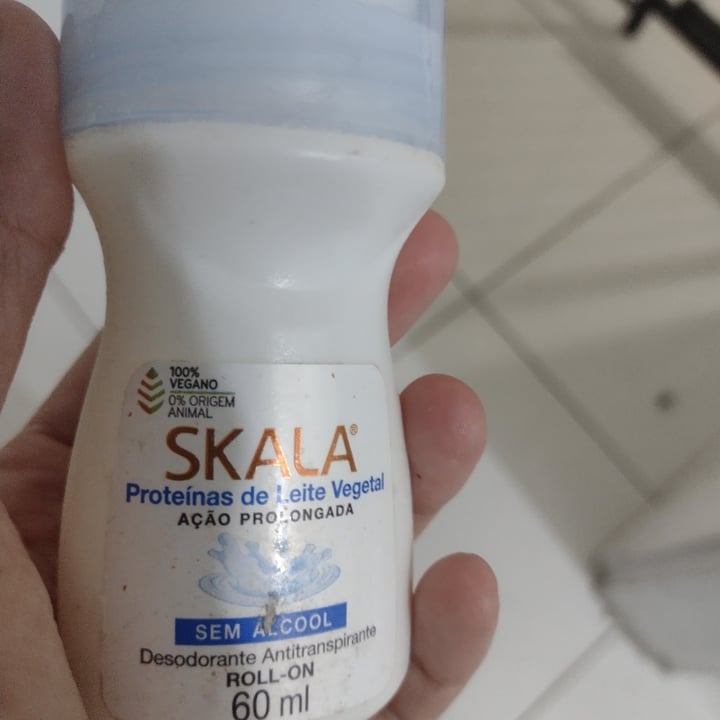 100%
VEGANO
0% ORIGEM
ANIMAL
SKALA®
Proteínas de Leite Vegetal
AÇÃO PROLONGADA
SEM ÁLCOOL
Desodorante Antitranspirante
ROLL-ON
60 ml